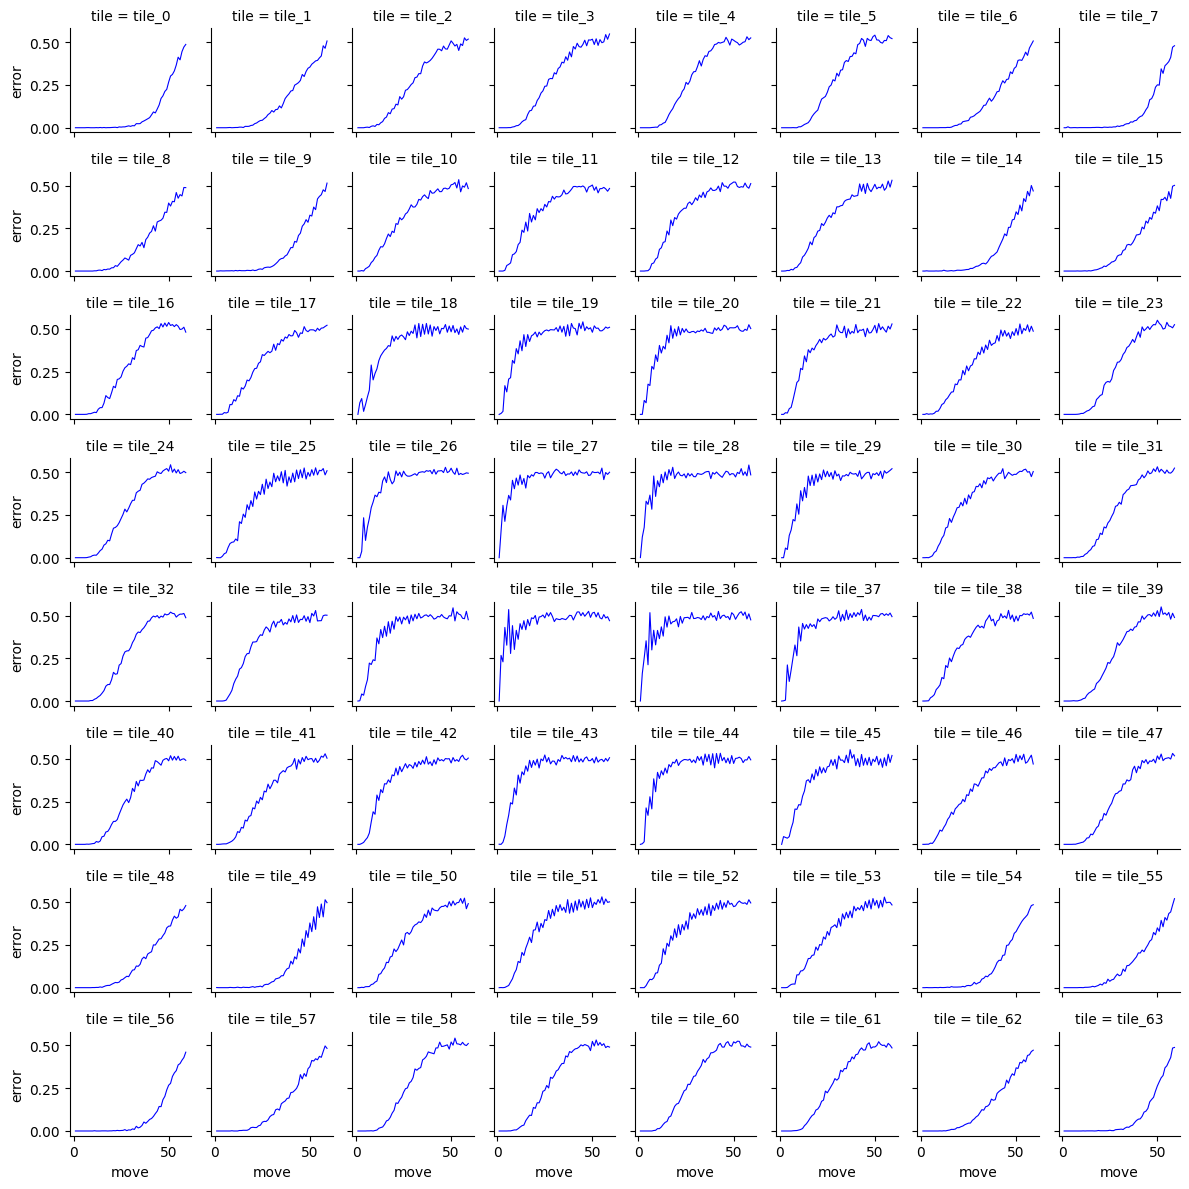 tile = tile_0 tile = tile_1 tile = tile_2 tile = tile_3 tile = tile_4 tile = tile_5 tile = tile_6 tile = tile_7
0.50
error
0.25
0.00
tile = tile_8 tile = tile_9 tile = tile_10 tile = tile_11 tile = tile_12 tile = tile_13 tile = tile_14 tile = tile_15
0.50
error
0.25
0.00
tile = tile_16 tile = tile_17 tile = tile_18 tile = tile_19 tile = tile_20 tile = tile_21 tile = tile_22 tile = tile_23
0.50
error
0.25
0.00
tile = tile_24 tile = tile_25 tile = tile_26 tile = tile_27 tile = tile_28 tile = tile_29 tile = tile_30 tile = tile_31
0.50
error
0.25
0.00
tile = tile_32 tile = tile_33 tile = tile_34 tile = tile_35 tile = tile_36 tile = tile_37 tile = tile_38 tile = tile_39
0.50
error
0.25
0.00
tile = tile_40 tile = tile_41 tile = tile_42 tile = tile_43 tile = tile_44 tile = tile_45 tile = tile_46 tile = tile_47
0.50
error
0.25
0.00
tile = tile_48 tile = tile_49 tile = tile_50 tile = tile_51 tile = tile_52 tile = tile_53 tile = tile_54 tile = tile_55
0.50
error
0.25
0.00
tile = tile_56 tile = tile_57 tile = tile_58 tile = tile_59 tile = tile_60 tile = tile_61 tile = tile_62 tile = tile_63
0.50
error
0.25
0.00
0 50 0 50 0 50 0 50 0 50 0 50 0 50 0 50
move move move move move move move move